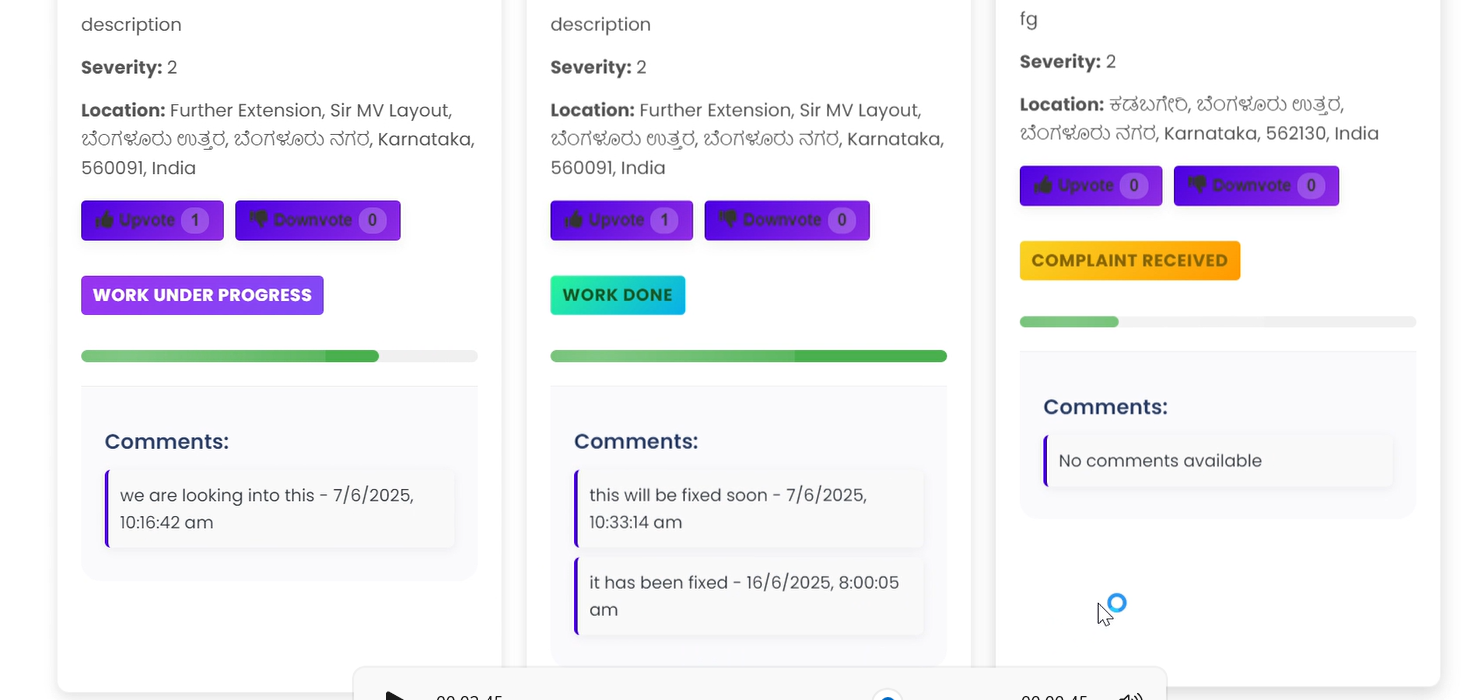 description
Severity: 2
Location: Further Extension, Sir MV Layout,
ಬೆಂಗಳೂರು ಉತ್ತರ, ಬೆಂಗಳೂರು ನಗರ, Karnataka,
560091, India
Upvote 1 Downvote 0
WORK UNDER PROGRESS
Comments:
we are looking into this - 7/6/2025,
10:16:42 am
description
Severity: 2
Location: Further Extension, Sir MV Layout,
ಬೆಂಗಳೂರು ಉತ್ತರ, ಬೆಂಗಳೂರು ನಗರ, Karnataka,
560091, India
Upvote 1 Downvote 0
WORK DONE
Comments:
this will be fixed soon - 7/6/2025,
10:33:14 am
it has been fixed - 16/6/2025, 8:00:05
am
fg
Severity: 2
Location: ಕಡಬಗೇರಿ, ಬೆಂಗಳೂರು ಉತ್ತರ,
ಬೆಂಗಳೂರು ನಗರ, Karnataka, 562130, India
Upvote 0 Downvote 0
COMPLAINT RECEIVED
Comments:
No comments available